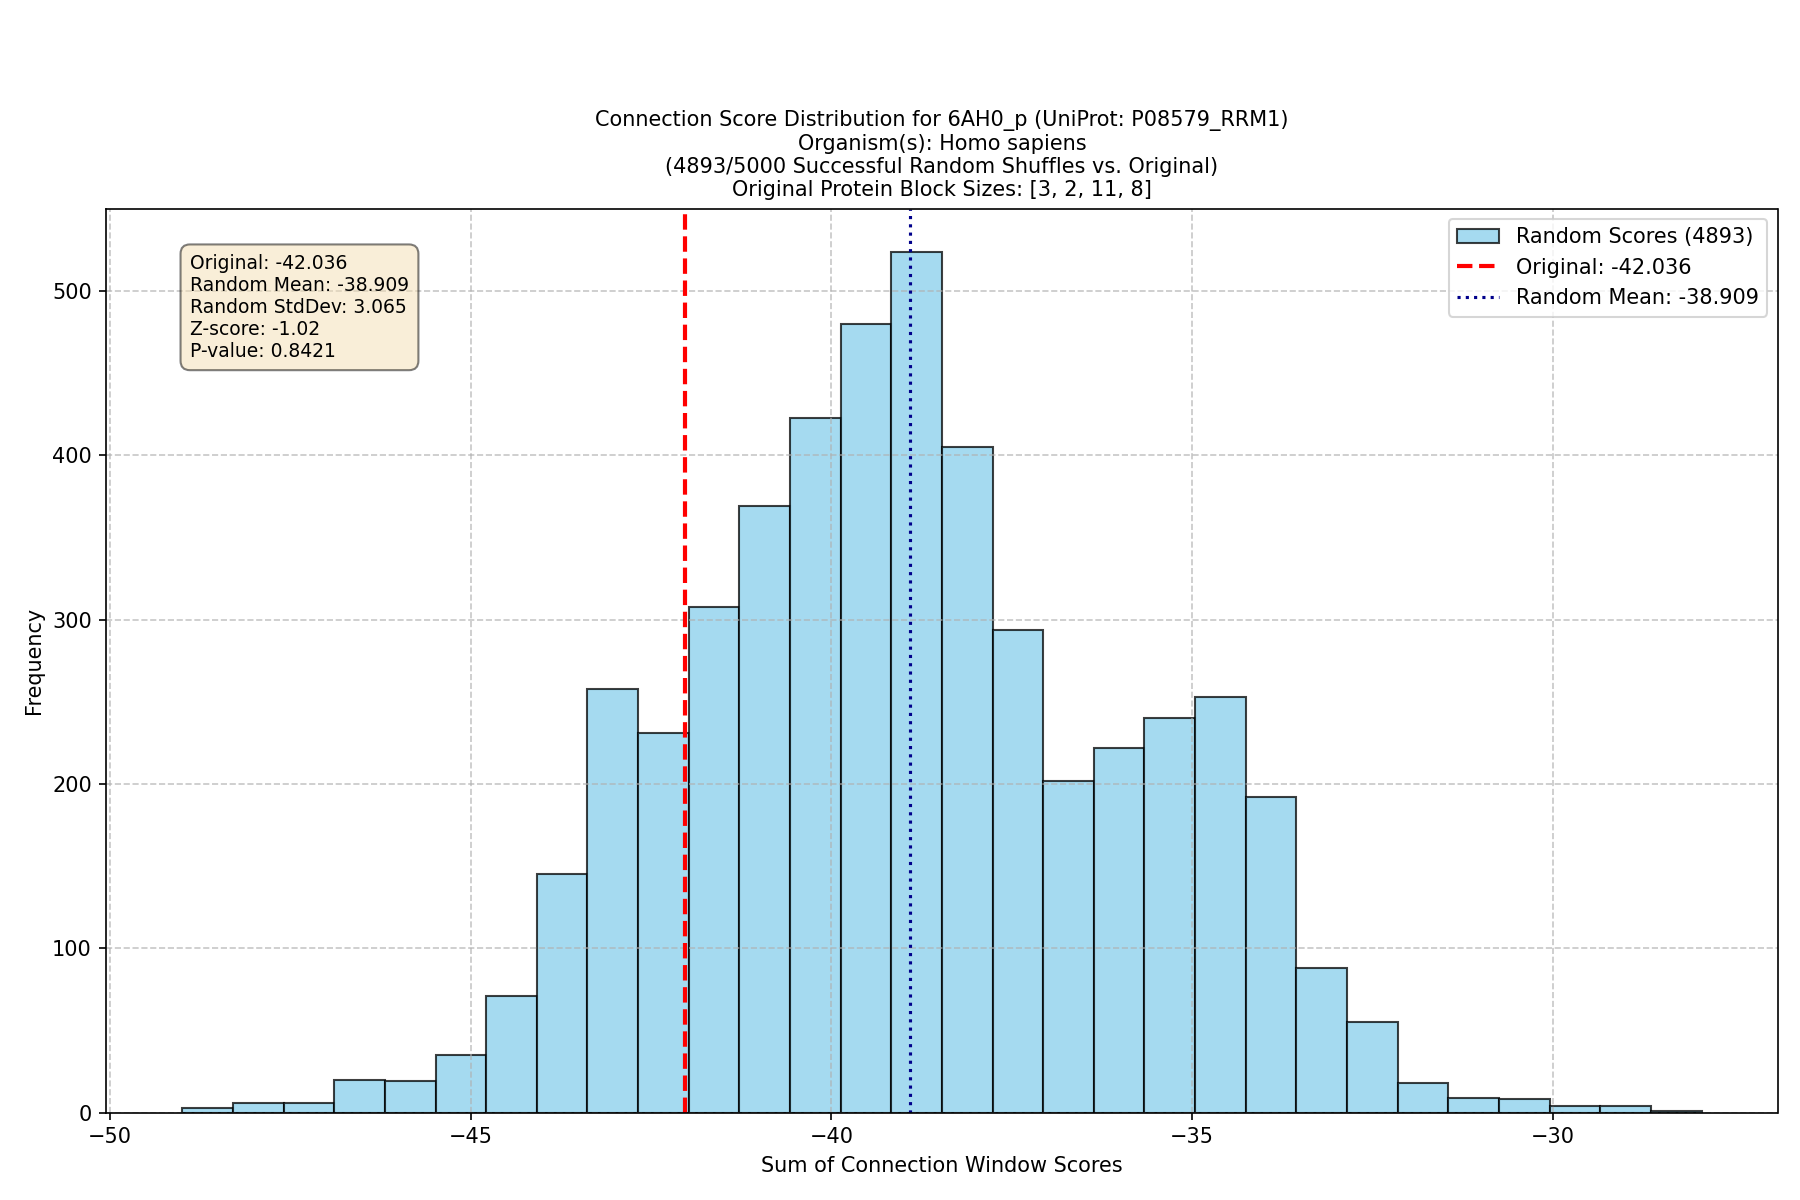 Connection Score Distribution for 6AH0_p (UniProt: P08579_RRM1)
Organism(s): Homo sapiens
(4893/5000 Successful Random Shuffles vs. Original)
Original Protein Block Sizes: [3, 2, 11, 8]
Original: -42.036
Random Mean: -38.909
Random StdDev: 3.065
Z-score: -1.02
P-value: 0.8421
Random Scores (4893)
Original: -42.036
Random Mean: -38.909
Frequency
500
400
300
200
100
0
−50
−45
−40
−35
−30
Sum of Connection Window Scores